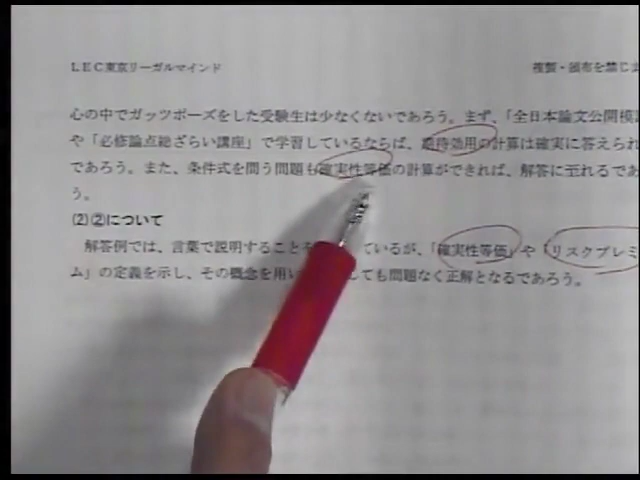 LEC東京リーガルマインド
複製・頒布を禁じま
心の中でガッツポーズをした受験生は少なくないであろう。まず、「全日本論文公開模試
や「必修論点総ざらい講座」で学習しているならば、期待効用の計算は確実に答えられ
であろう。また、条件式を問う問題も確実性等価の計算ができれば、解答に至れるであ
う。
(2)②について
解答例では、言葉で説明することを ているが、「確実性等価」や「リスクプレミ
ム」の定義を示し、その概念を用い しても問題なく正解となるであろう。